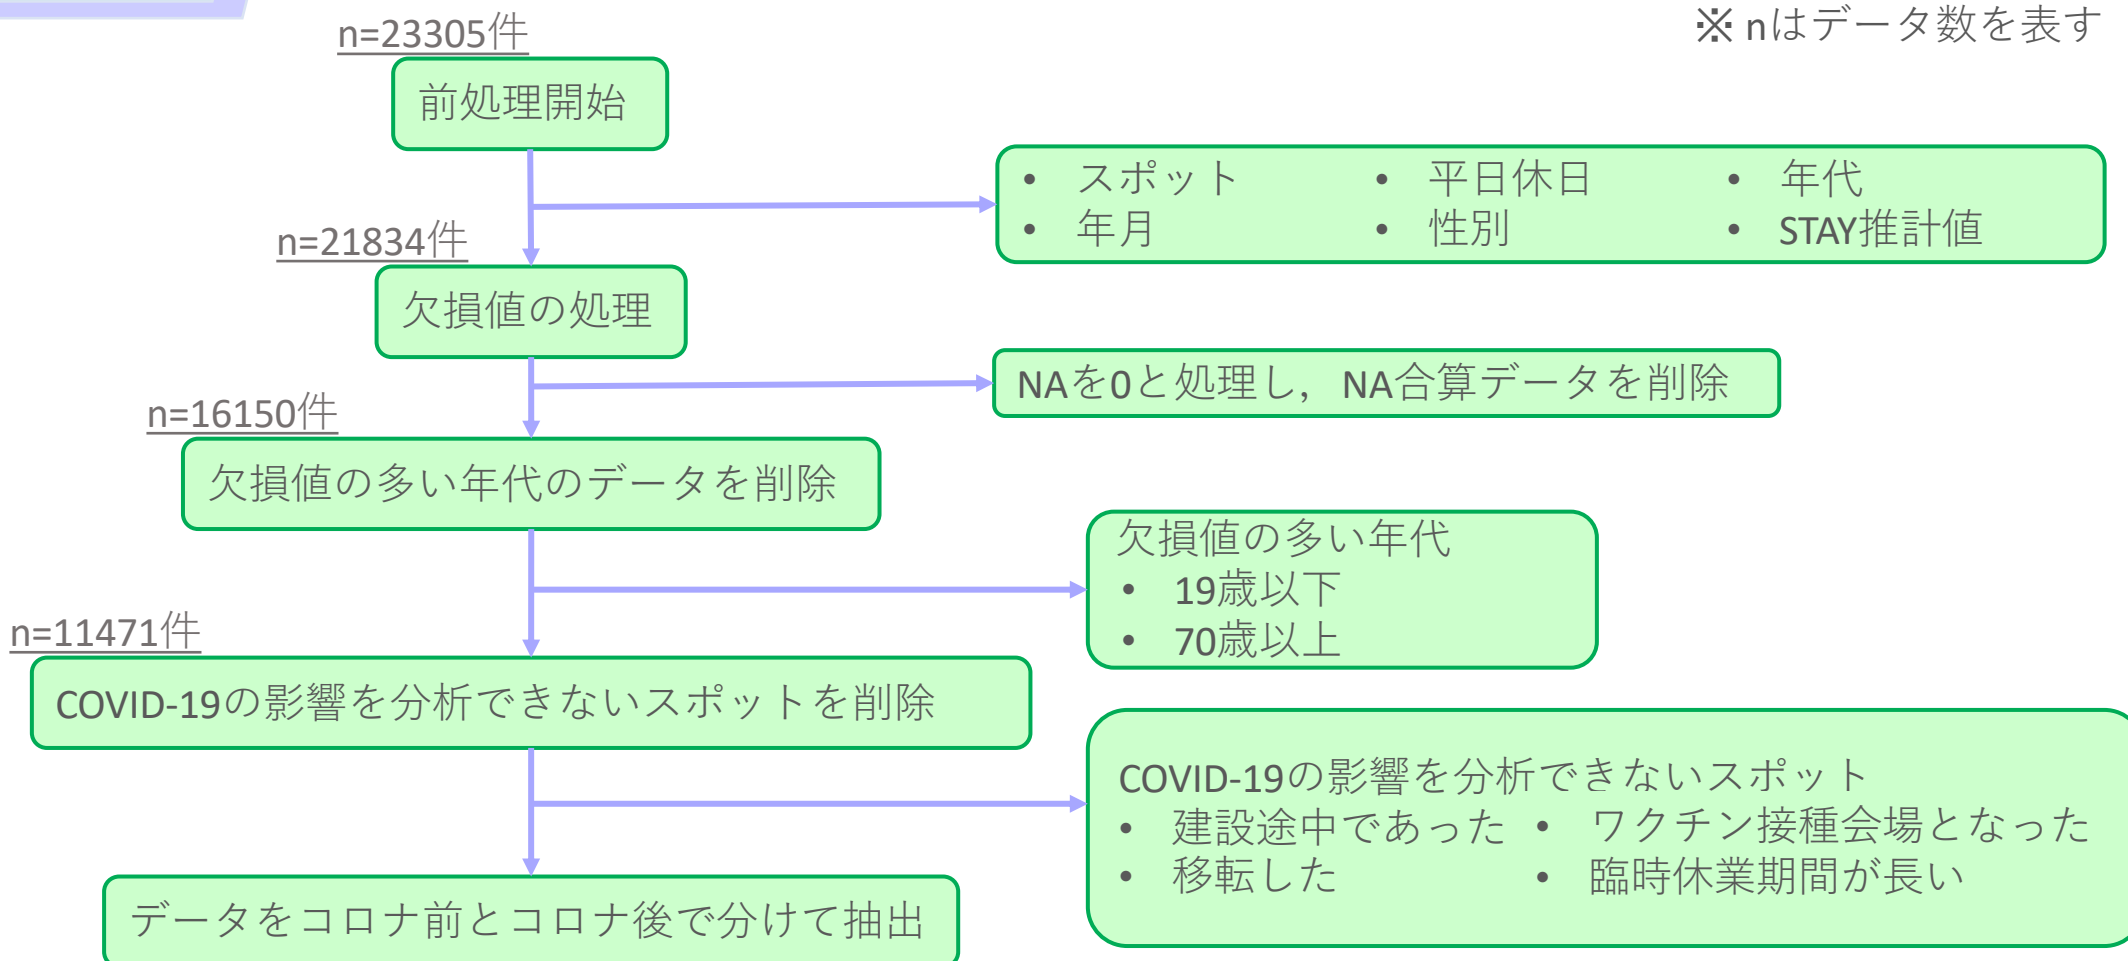 n=23305件
※ nはデータ数を表す
前処理開始
• スポット • 平日休日 • 年代
• 年月 • 性別 • STAY推計値
n=21834件
欠損値の処理
NAを0と処理し，NA合算データを削除
n=16150件
欠損値の多い年代のデータを削除
欠損値の多い年代
• 19歳以下
• 70歳以上
n=11471件
COVID-19の影響を分析できないスポットを削除
COVID-19の影響を分析できないスポット
• 建設途中であった • ワクチン接種会場となった
• 移転した • 臨時休業期間が長い
データをコロナ前とコロナ後で分けて抽出